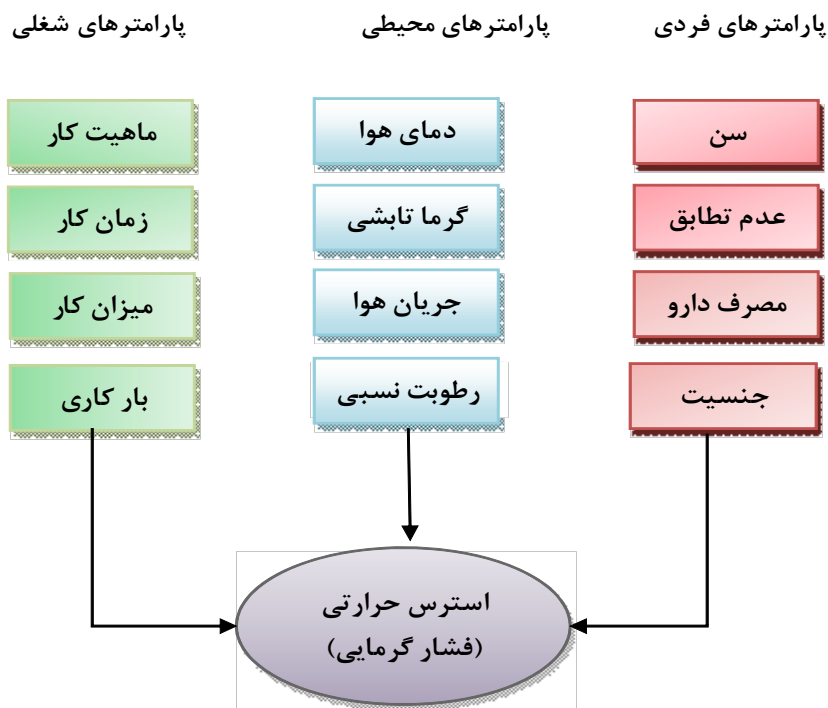 پارامترهای فردی
پارامترهای محیطی
پارامترهای شغلی
سن
دمای هوا
ماهیت کار
عدم تطابق
گرما تابشی
زمان کار
مصرف دارو
جریان هوا
میزان کار
جنسیت
رطوبت نسبی
بار کاری
استرس حرارتی
(فشار گرمایی)